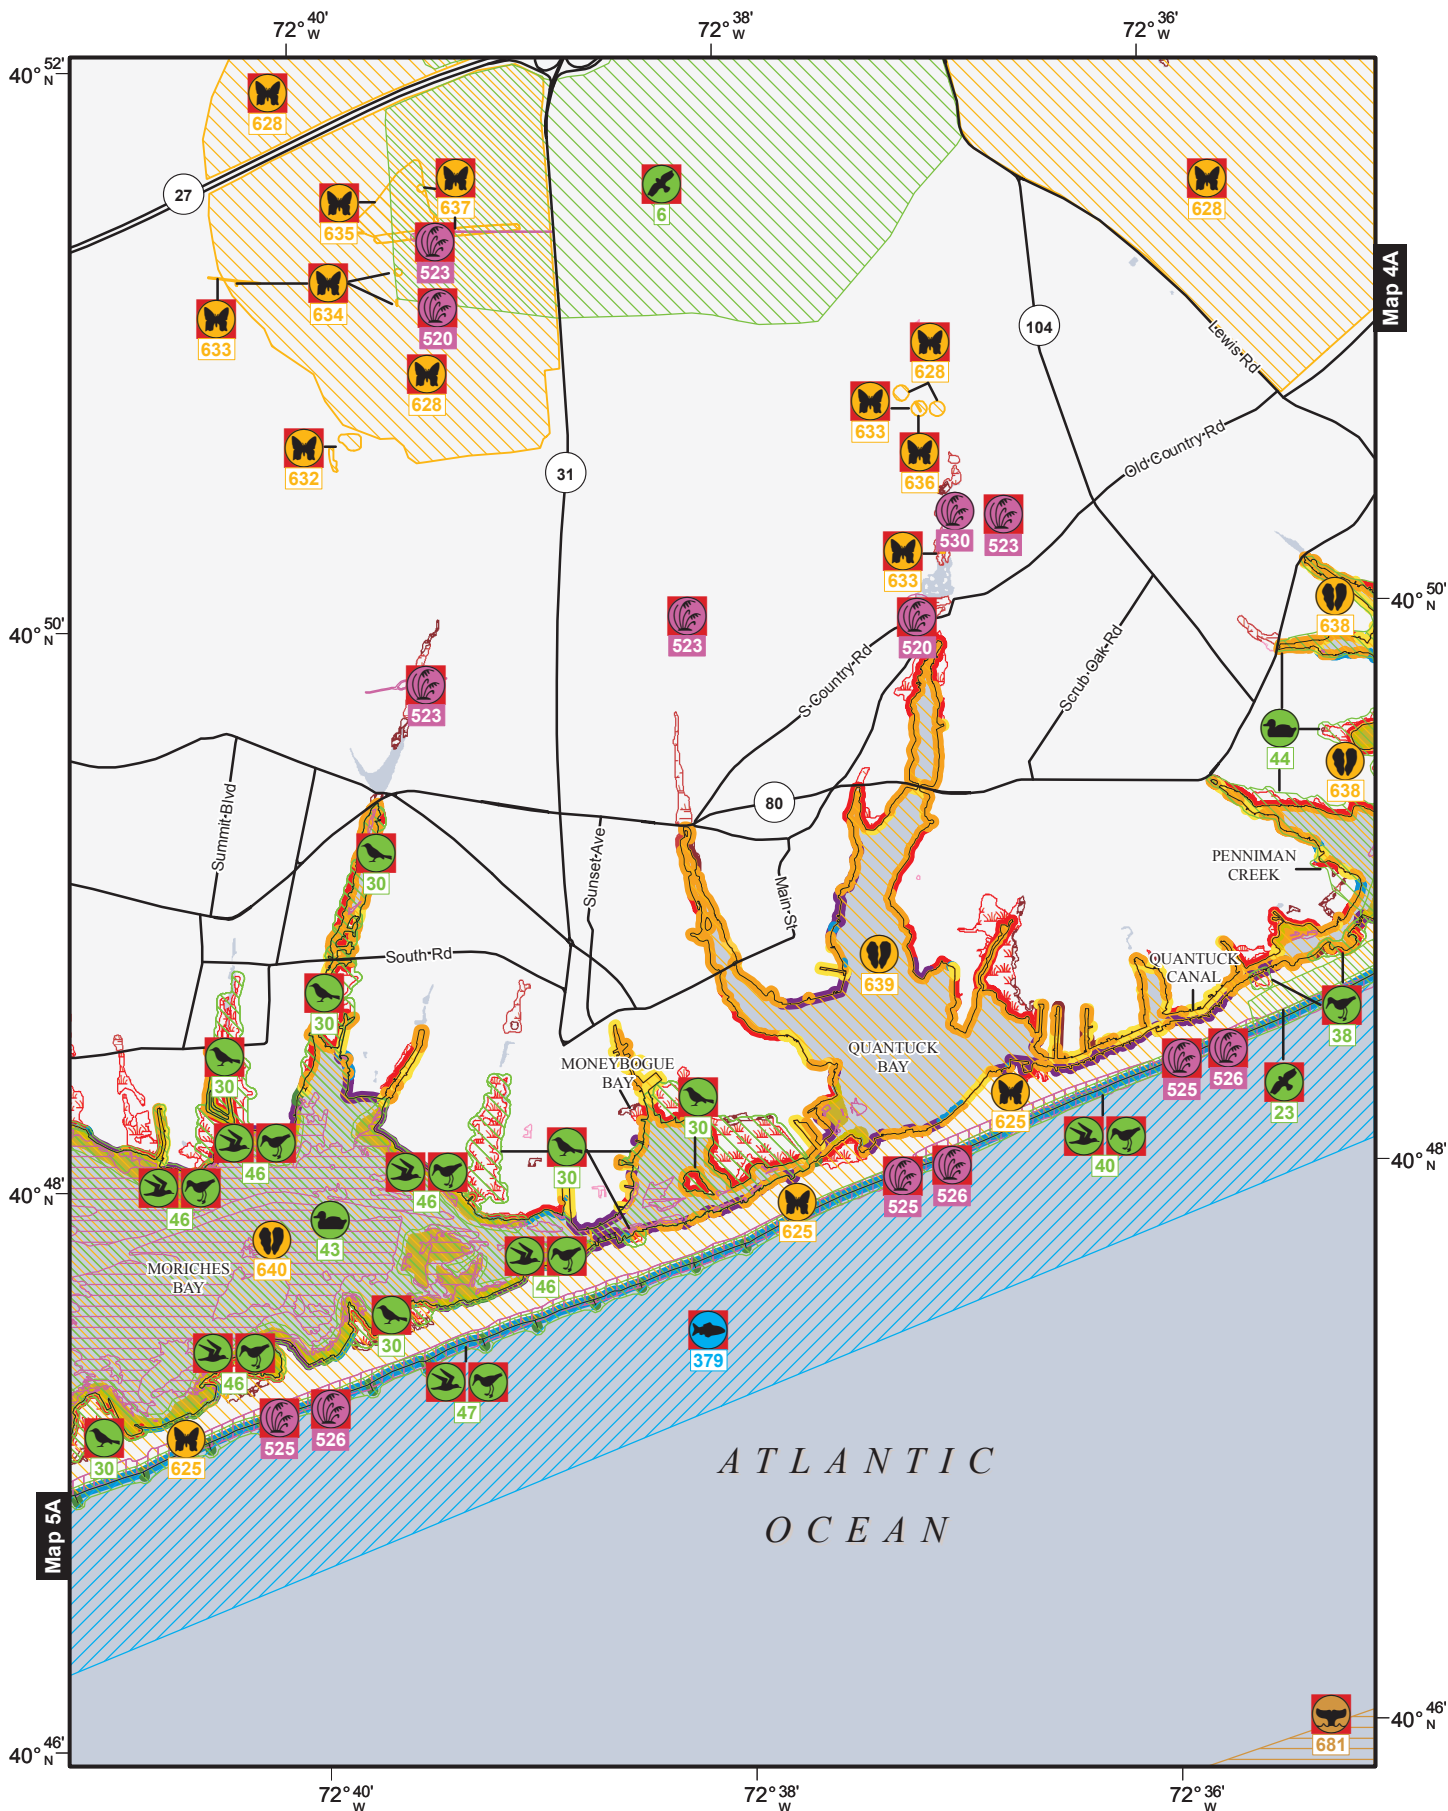 72° 40' W
72° 38' W
72° 36' W
40° 52' N
628
27
635
637
6
628
523
634
633
520
628
Map 4A
104
Lewis Rd
628
633
636
632
31
Old Country Rd
530
523
633
40° 50' N
638
40° 50' N
523
520
S Country Rd
Scrub Oak Rd
523
44
638
80
Summit Blvd
Sunset Ave
Main St
30
PENNIMAN
CREEK
South Rd
639
QUANTUCK
CANAL
30
38
30
MONEYBOGUE
BAY
QUANTUCK
BAY
525
526
23
625
30
46
46
46
30
40
40° 48' N
40° 48' N
525
526
625
43
640
MORICHES
BAY
46
30
379
46
47
525
526
30
625
ATLANTIC
OCEAN
Map 5A
681
40° 46' N
40° 46' N
72° 40' W
72° 38' W
72° 36' W